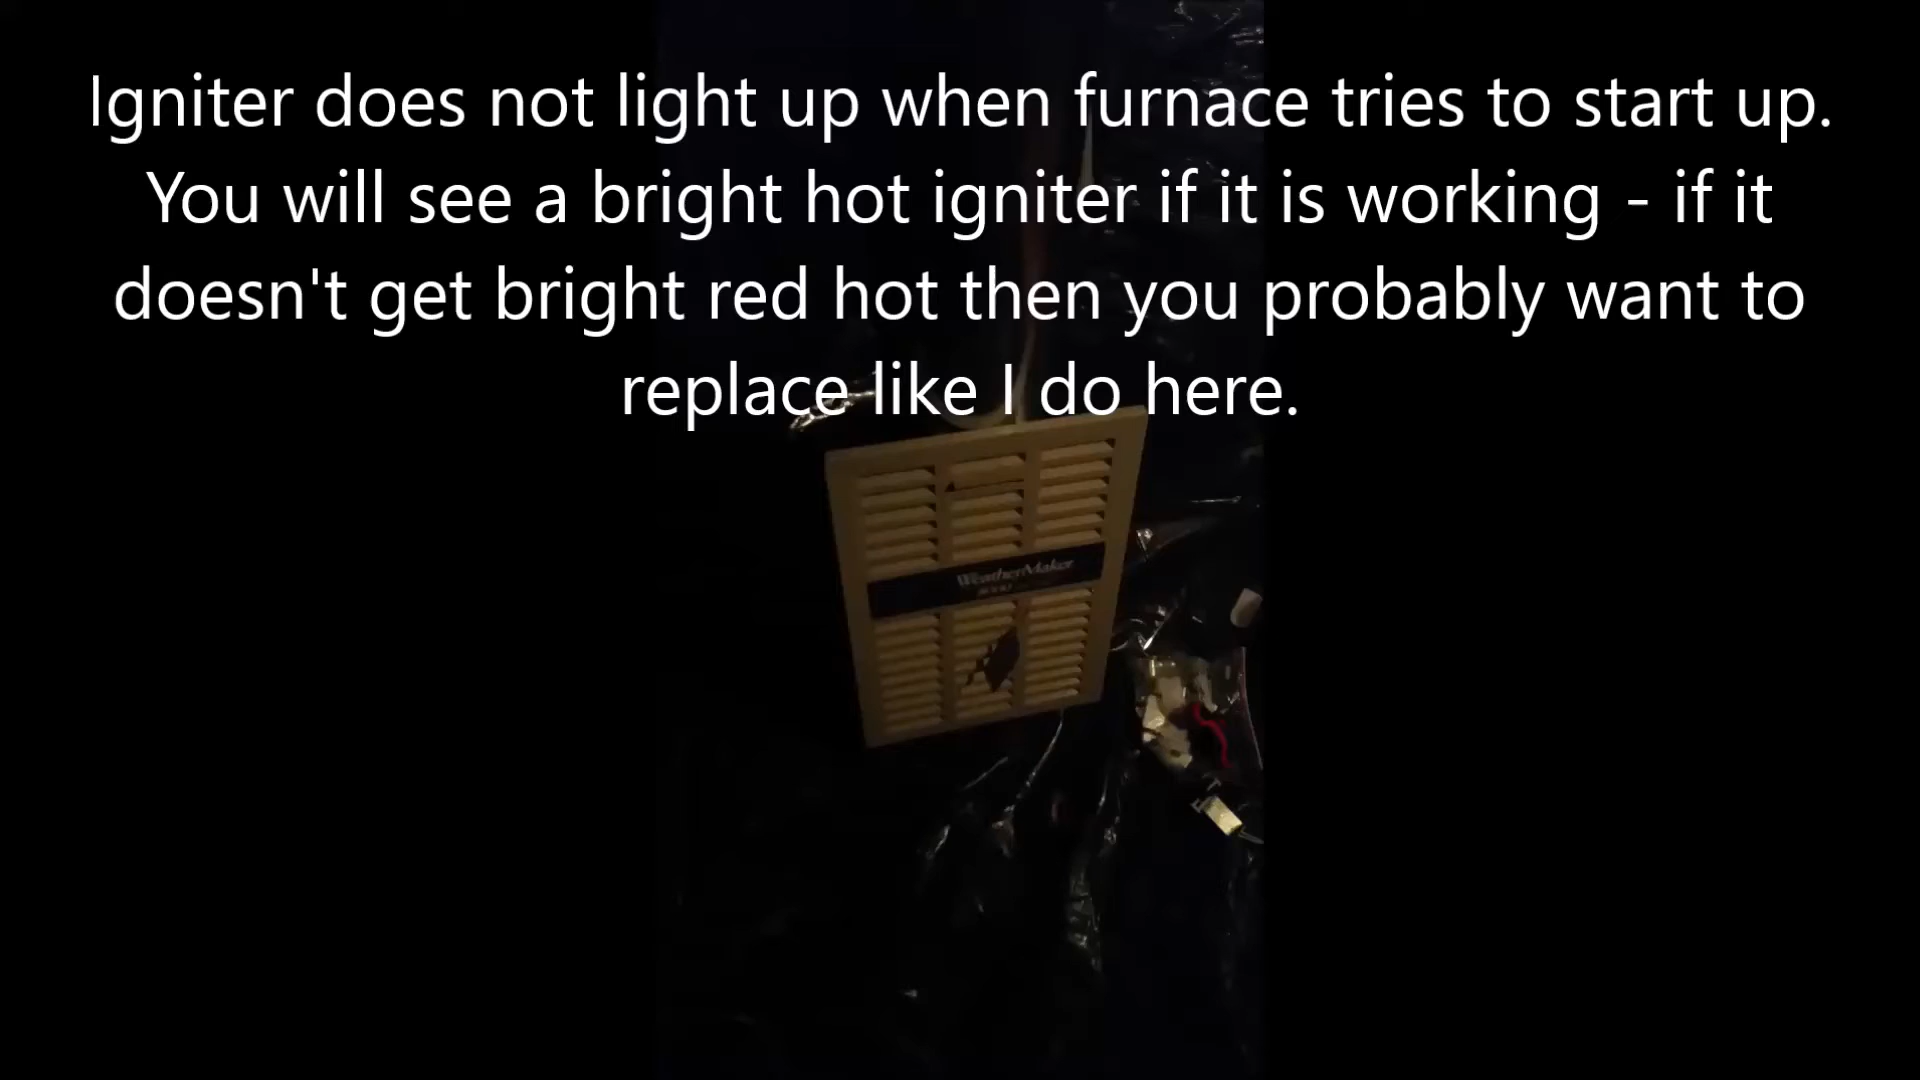 Igniter does not light up when furnace tries to start up.
You will see a bright hot igniter if it is working - if it
doesn't get bright red hot then you probably want to
replace like I do here.
WeatherMaker
8000